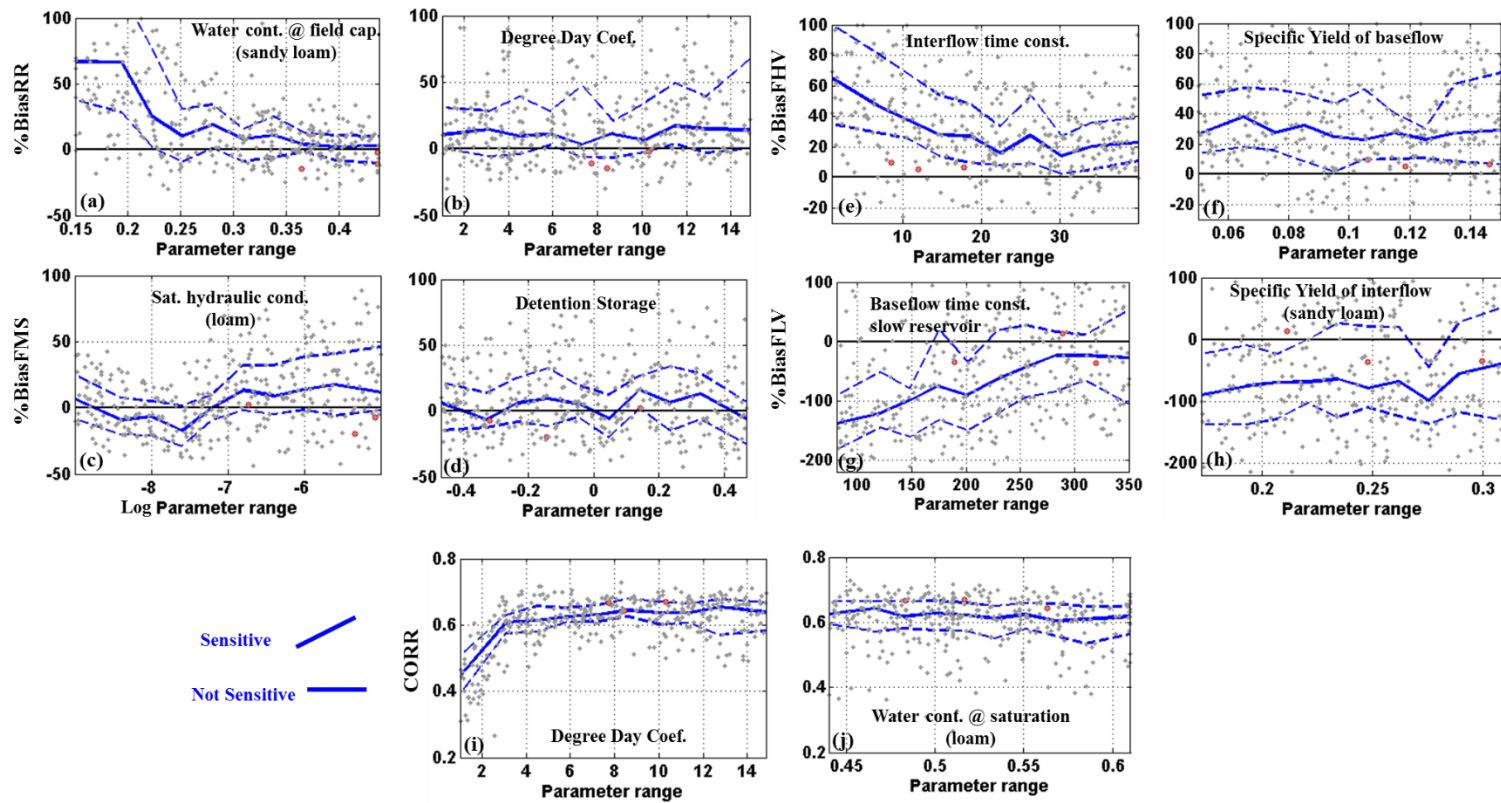 %BiasRR
100
50
0
-50
Water cont. @ field cap.
(sandy loam)
(a)
0.15 0.2 0.25 0.3 0.35 0.4
Parameter range
100
50
0
-50
Degree Day Coef.
(b)
2 4 6 8 10 12 14
Parameter range
%BiasFHV
100
80
60
40
20
0
-20
Interflow time const.
(e)
10 20 30
Parameter range
100
80
60
40
20
0
-20
Specific Yield of baseflow
(f)
0.06 0.08 0.1 0.12 0.14
Parameter range
%BiasFMS
100
50
0
-50
Sat. hydraulic cond.
(loam)
(c)
-8 -7 -6
Log Parameter range
100
50
0
-50
Detention Storage
(d)
-0.4 -0.2 0 0.2 0.4
Parameter range
%BiasFLV
100
0
-100
-200
Baseflow time const.
slow reservoir
(g)
100 150 200 250 300 350
Parameter range
100
0
-100
-200
Specific Yield of interflow
(sandy loam)
(h)
0.2 0.25 0.3
Parameter range
Sensitive
Not Sensitive
CORR
0.8
0.6
0.4
0.2
(i)
Degree Day Coef.
2 4 6 8 10 12 14
Parameter range
0.8
0.6
0.4
0.2
Water cont. @ saturation
(loam)
(j)
0.45 0.5 0.55 0.6
Parameter range